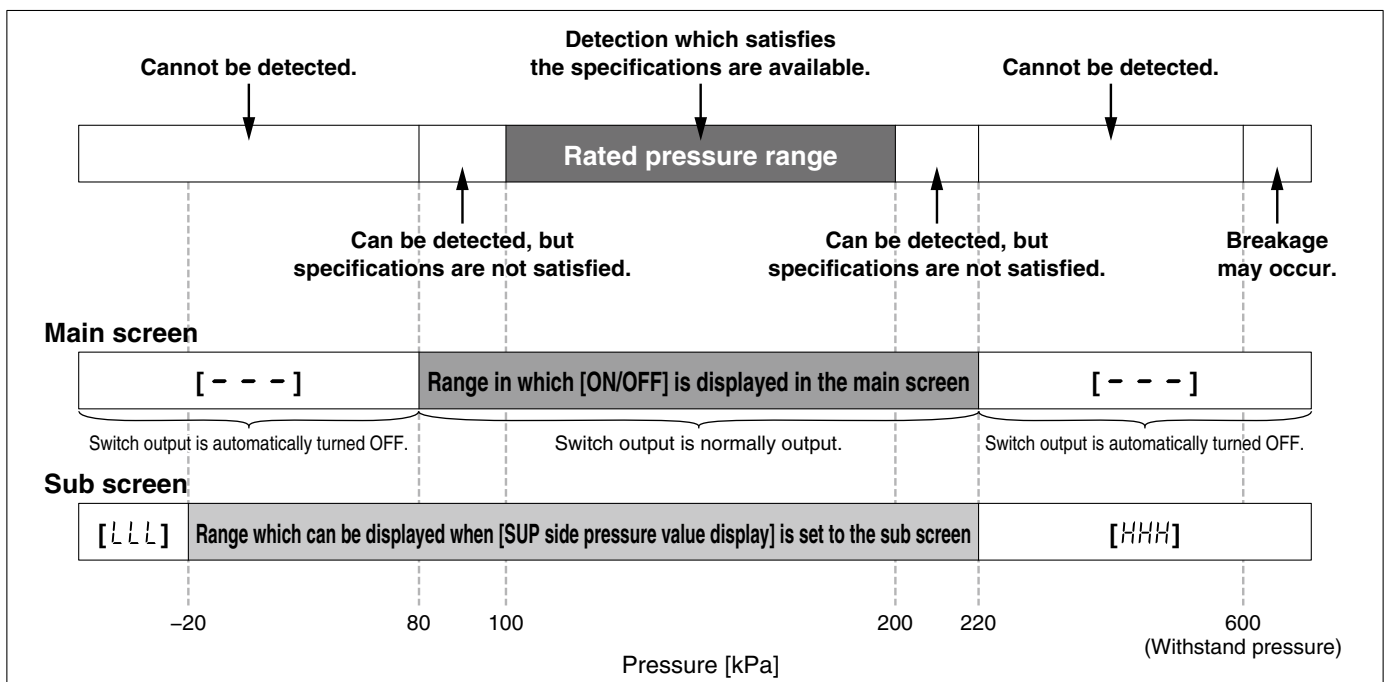 Detection which satisfies
the specifications are available.
Cannot be detected.
Cannot be detected.
Rated pressure range
Can be detected, but
specifications are not satisfied.
Can be detected, but
specifications are not satisfied.
Breakage
may occur.
Main screen
[– – –]
Range in which [ON/OFF] is displayed in the main screen
[– – –]
Switch output is automatically turned OFF.
Switch output is normally output.
Switch output is automatically turned OFF.
Sub screen
[LLL]
Range which can be displayed when [SUP side pressure value display] is set to the sub screen
[HHH]
–20
80
100
200
220
600
(Withstand pressure)
Pressure [kPa]